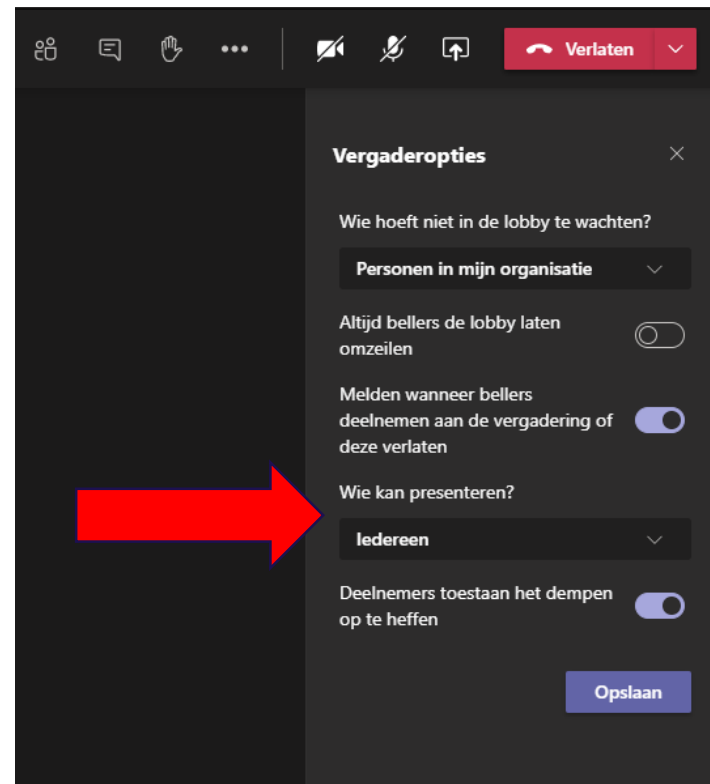 Verlaten
Vergaderopties
Wie hoeft niet in de lobby te wachten?
Personen in mijn organisatie
Altijd bellers de lobby laten
omzeilen
Melden wanneer bellers
deelnemen aan de vergadering of
deze verlaten
Wie kan presenteren?
Iedereen
Deelnemers toestaan het dempen
op te heffen
Opslaan